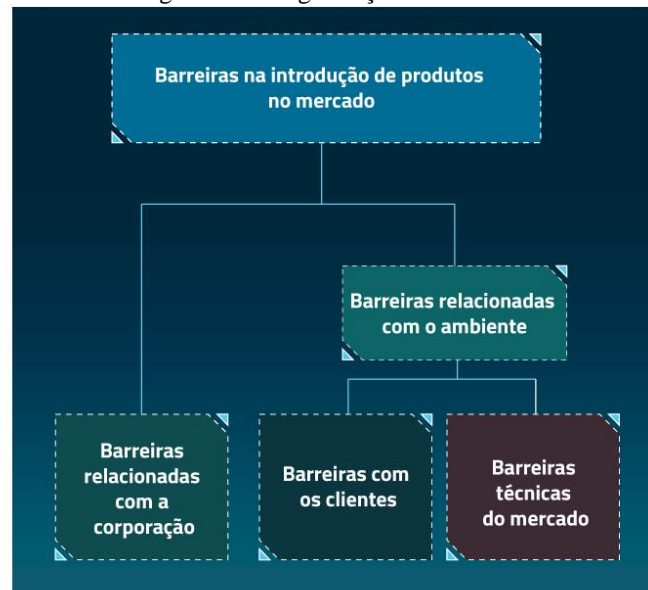 Barreiras na introdução de produtos
no mercado
Barreiras relacionadas
com o ambiente
Barreiras
relacionadas
com a
corporação
Barreiras com
os clientes
Barreiras
técnicas
do mercado